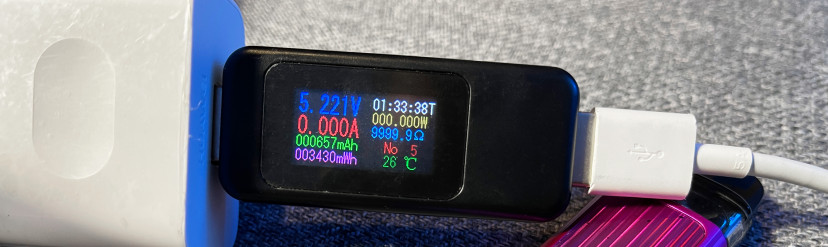 5.221V
01:33:38T
0.000A
000.000W
9999.9Ω
000657mAh
No 5
003430mWh
26 ℃